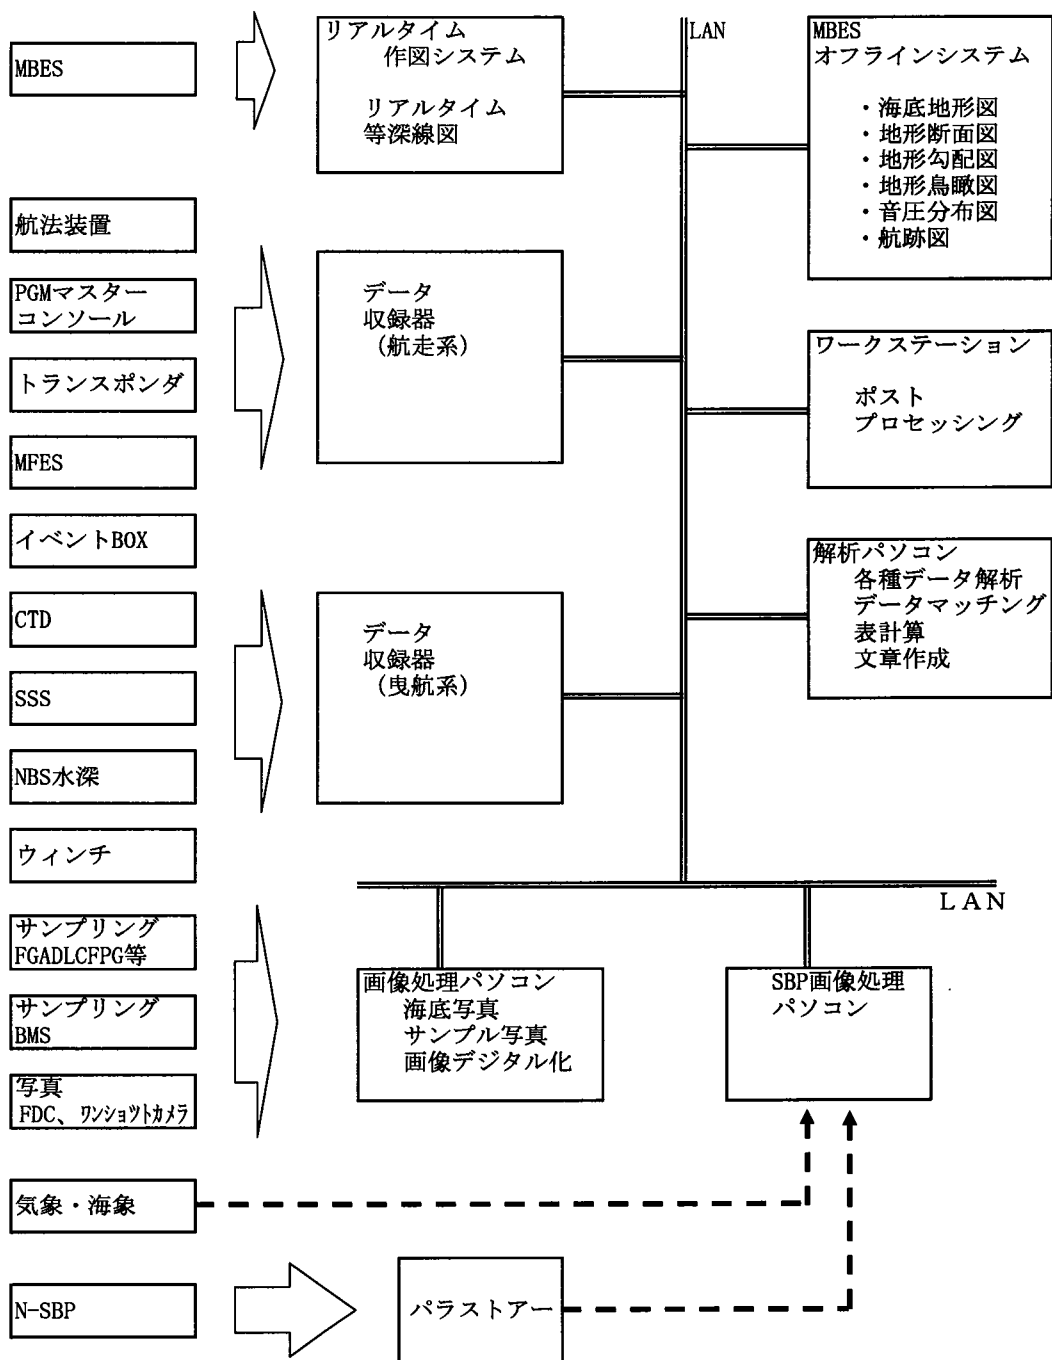 MBES
リアルタイム
作図システム
リアルタイム
等深線図
LAN
MBES
オフラインシステム
・海底地形図
・地形断面図
・地形勾配図
・地形鳥瞰図
・音圧分布図
・航跡図
航法装置
PGMマスター
コンソール
トランスポンダ
MFES
データ
収録器
(航走系)
ワークステーション
ポスト
プロセッシング
イベントBOX
CTD
SSS
NBS水深
ウィンチ
データ
収録器
(曳航系)
解析パソコン
各種データ解析
データマッチング
表計算
文章作成
LAN
サンプリング
FGADLCFPG等
サンプリング
BMS
写真
FDC、ワンショットカメラ
画像処理パソコン
海底写真
サンプル写真
画像デジタル化
SBP画像処理
パソコン
気象・海象
N-SBP
パラストアー